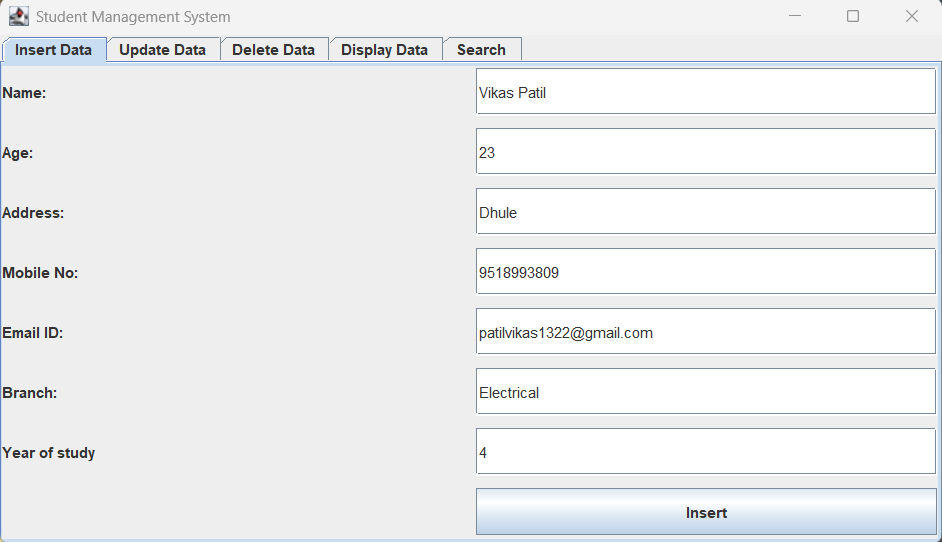 Student Management System
Insert Data Update Data Delete Data Display Data Search
Name: Vikas Patil
Age: 23
Address: Dhule
Mobile No: 9518993809
Email ID: patilvikas1322@gmail.com
Branch: Electrical
Year of study 4
Insert